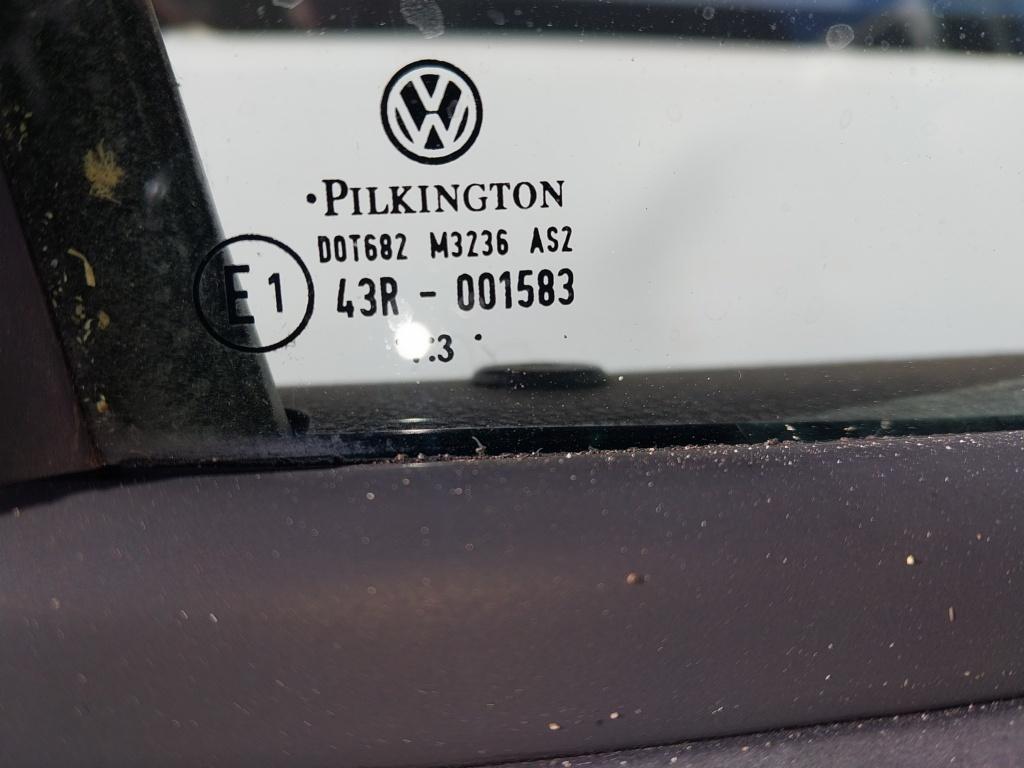 ·PILKINGTON
DOT682 M3236 AS2
E1 43R - 001583